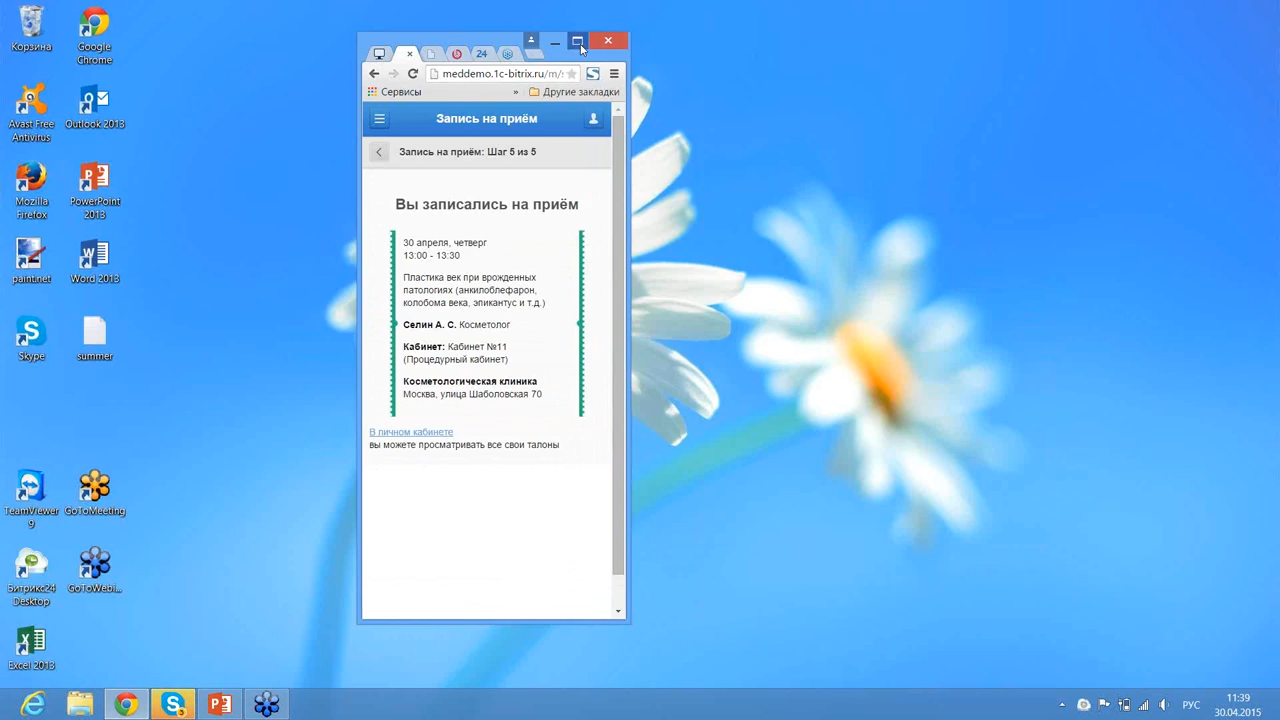 Корзина
Google
Chrome
Avast Free
Antivirus
Outlook 2013
Mozilla
Firefox
PowerPoint
2013
paint.net
Word 2013
Skype
summer
TeamViewer
9
GoToMeeting
Битрикс24
Desktop
GoToWebi...
Excel 2013
24
meddemo.1c-bitrix.ru/m/
Сервисы
»
Другие закладки
Запись на приём
Запись на приём: Шаг 5 из 5
Вы записались на приём
30 апреля, четверг
13:00 - 13:30
Пластика век при врожденных
патологиях (анкилоблефарон,
колобома века, эпикантус и т.д.)
Селин А. С. Косметолог
Кабинет: Кабинет №11
(Процедурный кабинет)
Косметологическая клиника
Москва, улица Шаболовская 70
В личном кабинете
вы можете просматривать все свои талоны
РУС
11:39
30.04.2015